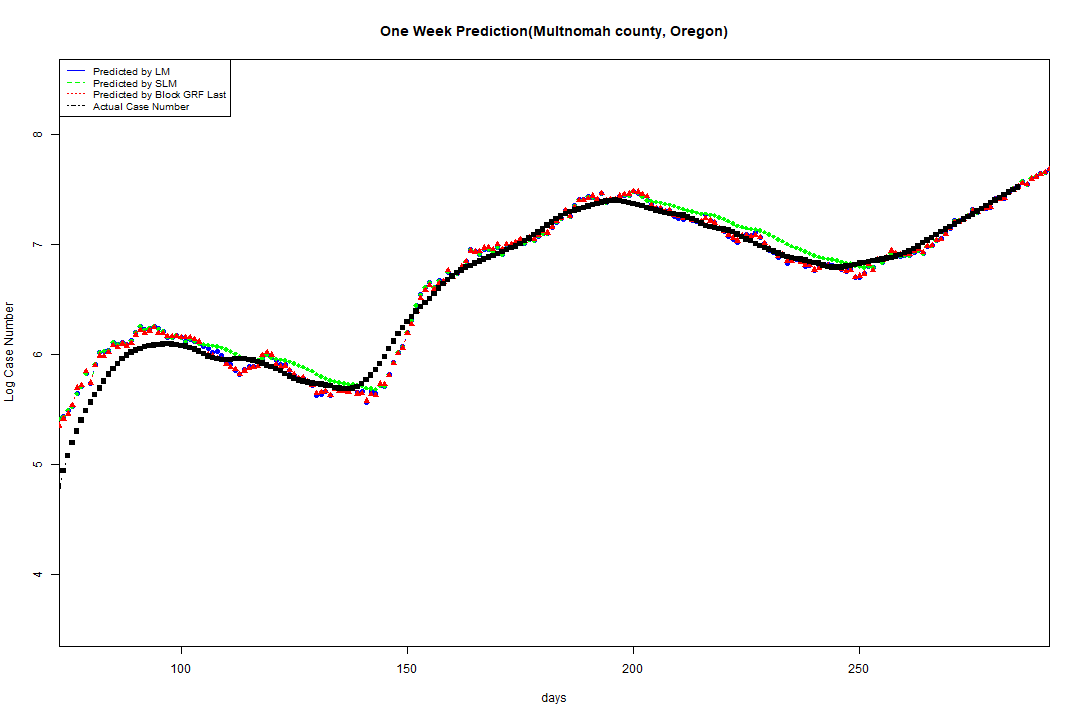 One Week Prediction(Multnomah county, Oregon)
Predicted by LM
Predicted by SLM
Predicted by Block GRF Last
Actual Case Number
8
7
6
5
4
Log Case Number
100 150 200 250
days